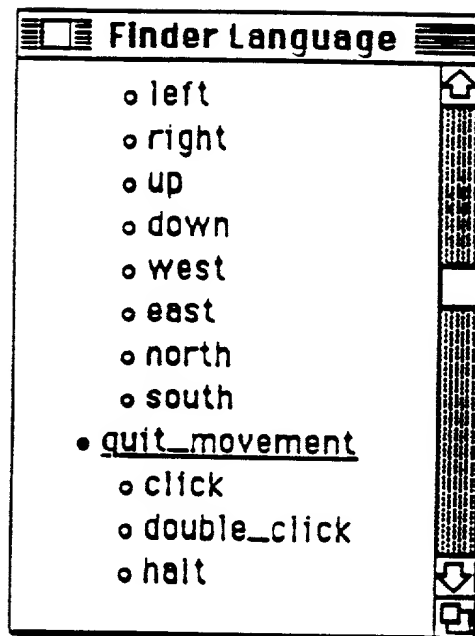 Finder Language
left
right
up
down
west
east
north
south
quit_movement
click
double_click
halt